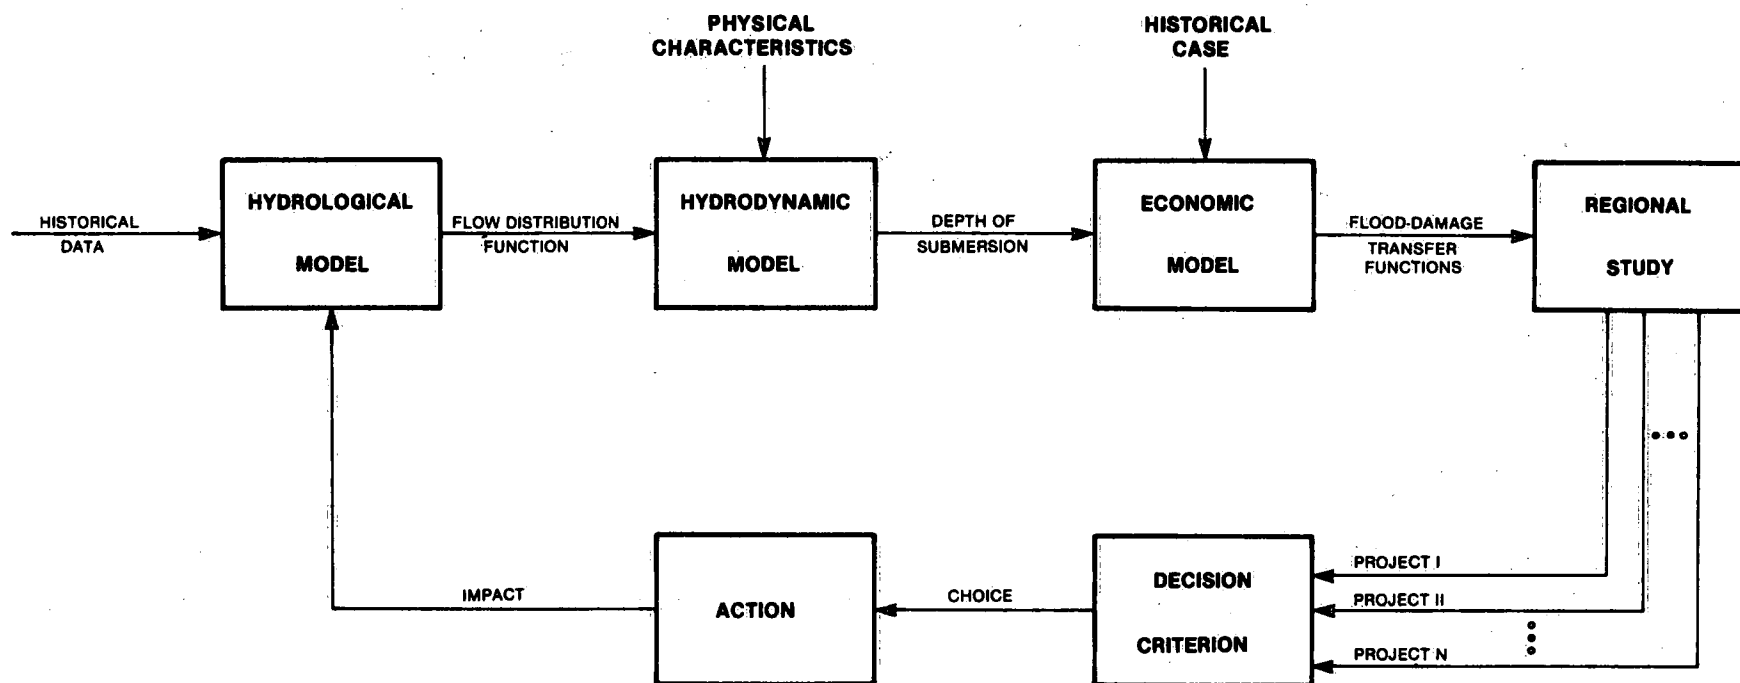 PHYSICAL
CHARACTERISTICS
HISTORICAL
CASE
HISTORICAL
DATA
HYDROLOGICAL
MODEL
FLOW DISTRIBUTION
FUNCTION
HYDRODYNAMIC
MODEL
DEPTH OF
SUBMERSION
ECONOMIC
MODEL
FLOOD-DAMAGE
TRANSFER
FUNCTIONS
REGIONAL
STUDY
IMPACT
ACTION
CHOICE
DECISION
CRITERION
PROJECT I
PROJECT II
PROJECT N